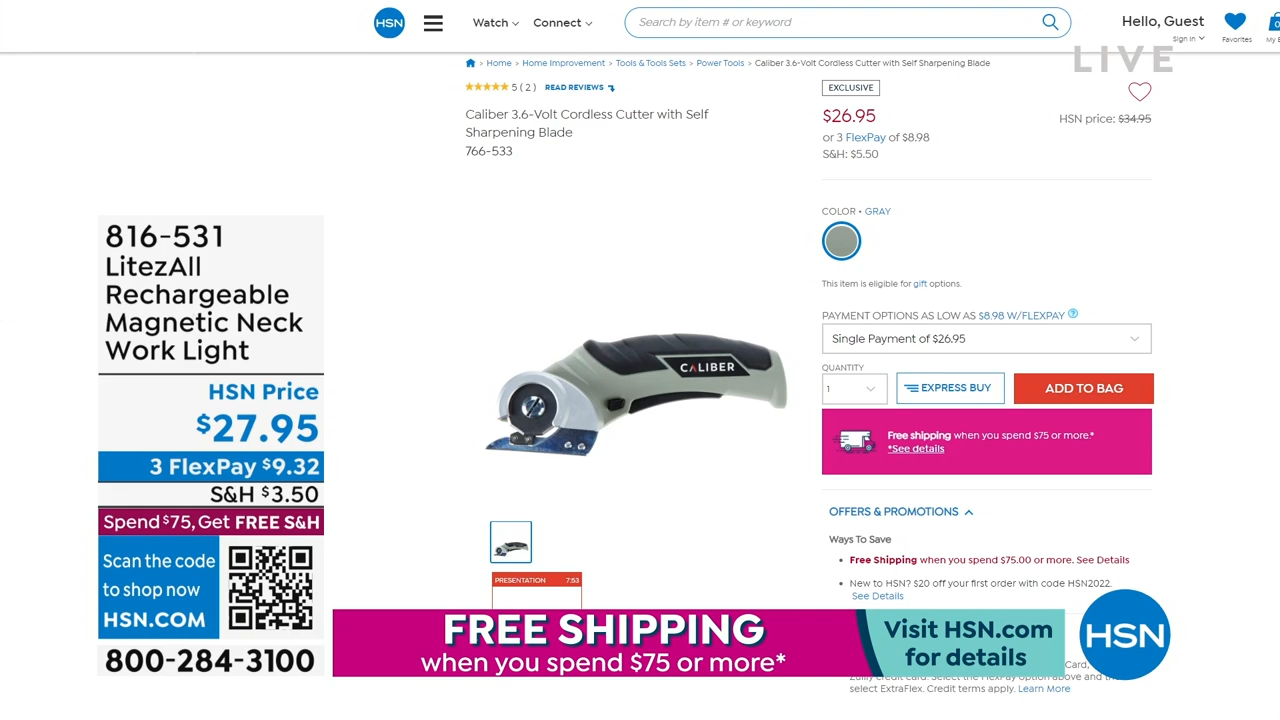 HSN
Watch
Connect
Search by item # or keyword
Hello, Guest
Sign In
Favorites
0
LIVE
> Home > Home Improvement > Tools & Tools Sets > Power Tools > Caliber 3.6-Volt Cordless Cutter with Self Sharpening Blade
5 ( 2 ) READ REVIEWS
Caliber 3.6-Volt Cordless Cutter with Self
Sharpening Blade
766-533
EXCLUSIVE
$26.95
HSN price: $34.95
or 3 FlexPay of $8.98
S&H: $5.50
COLOR • GRAY
This item is eligible for gift options.
PAYMENT OPTIONS AS LOW AS $8.98 W/FLEXPAY ?
Single Payment of $26.95
QUANTITY
1
EXPRESS BUY
ADD TO BAG
Free shipping when you spend $75 or more.*
*See details
OFFERS & PROMOTIONS
Ways To Save
• Free Shipping when you spend $75.00 or more. See Details
• New to HSN? $20 off your first order with code HSN2022.
See Details
CALIBER
PRESENTATION 7:53
816-531
LitezAll
Rechargeable
Magnetic Neck
Work Light
HSN Price
$27.95
3 FlexPay $9.32
S&H $3.50
Spend $75, Get FREE S&H
Scan the code
to shop now
HSN.COM
800-284-3100
FREE SHIPPING
when you spend $75 or more*
Visit HSN.com
for details
HSN
Card,
select ExtraFlex. Credit terms apply. Learn More